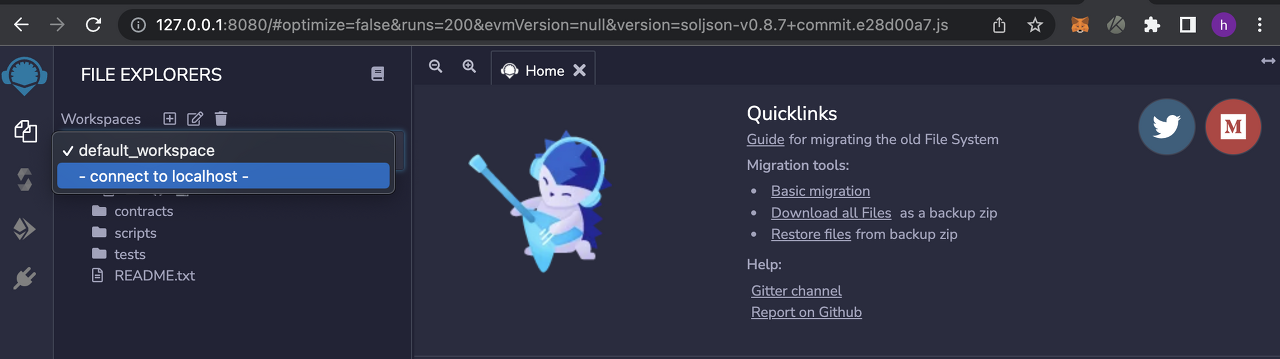 127.0.0.1:8080/#optimize=false&runs=200&evmVersion=null&version=soljson-v0.8.7+commit.e28d00a7.js
h
FILE EXPLORERS
Home
Workspaces
✓ default_workspace
- connect to localhost -
contracts
scripts
tests
README.txt
Quicklinks
Guide for migrating the old File System
Migration tools:
• Basic migration
• Download all Files as a backup zip
• Restore files from backup zip
Help:
Gitter channel
Report on Github
M